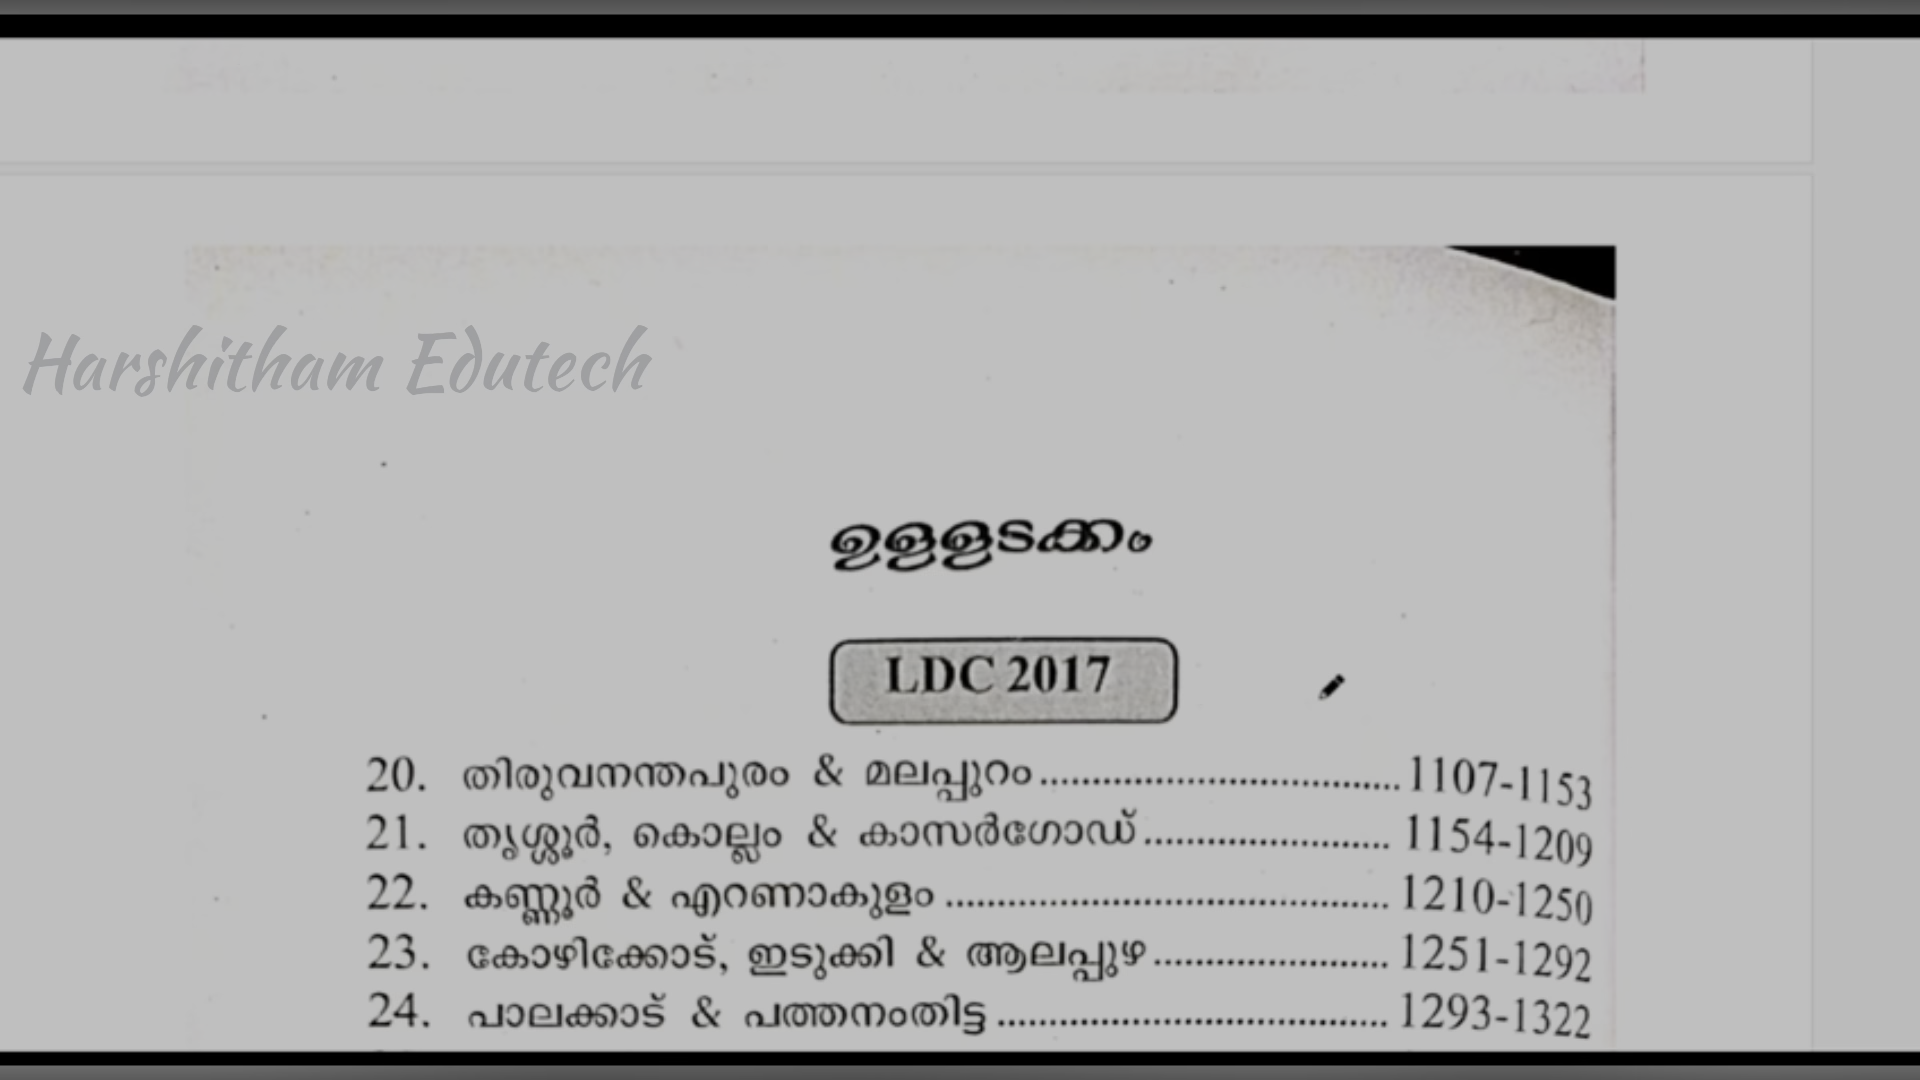 Harshitham Edutech
ഉള്ളടക്കം
LDC 2017
20. തിരുവനന്തപുരം & മലപ്പുറം.................................. 1107-1153
21. തൃശ്ശൂർ, കൊല്ലം & കാസർഗോഡ്........................ 1154-1209
22. കണ്ണൂർ & എറണാകുളം ........................................... 1210-1250
23. കോഴിക്കോട്, ഇടുക്കി & ആലപ്പുഴ....................... 1251-1292
24. പാലക്കാട് & പത്തനംതിട്ട...................................... 1293-1322